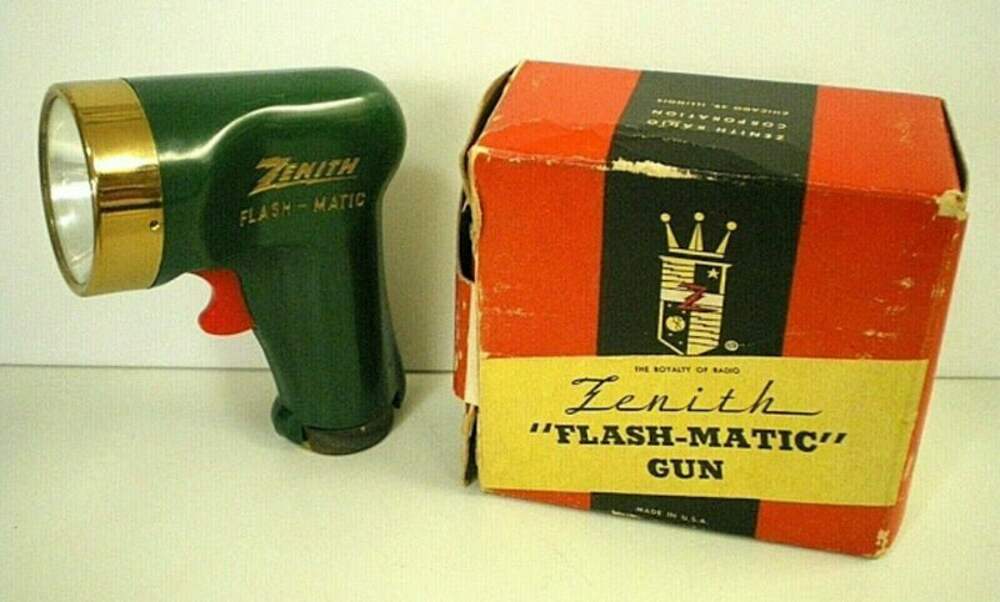 ZENITH
FLASH-MATIC
ZENITH RADIO
CORPORATION
CHICAGO 39, ILLINOIS
Z
®
THE ROYALTY OF RADIO
Zenith
"FLASH-MATIC"
GUN
MADE IN U.S.A.